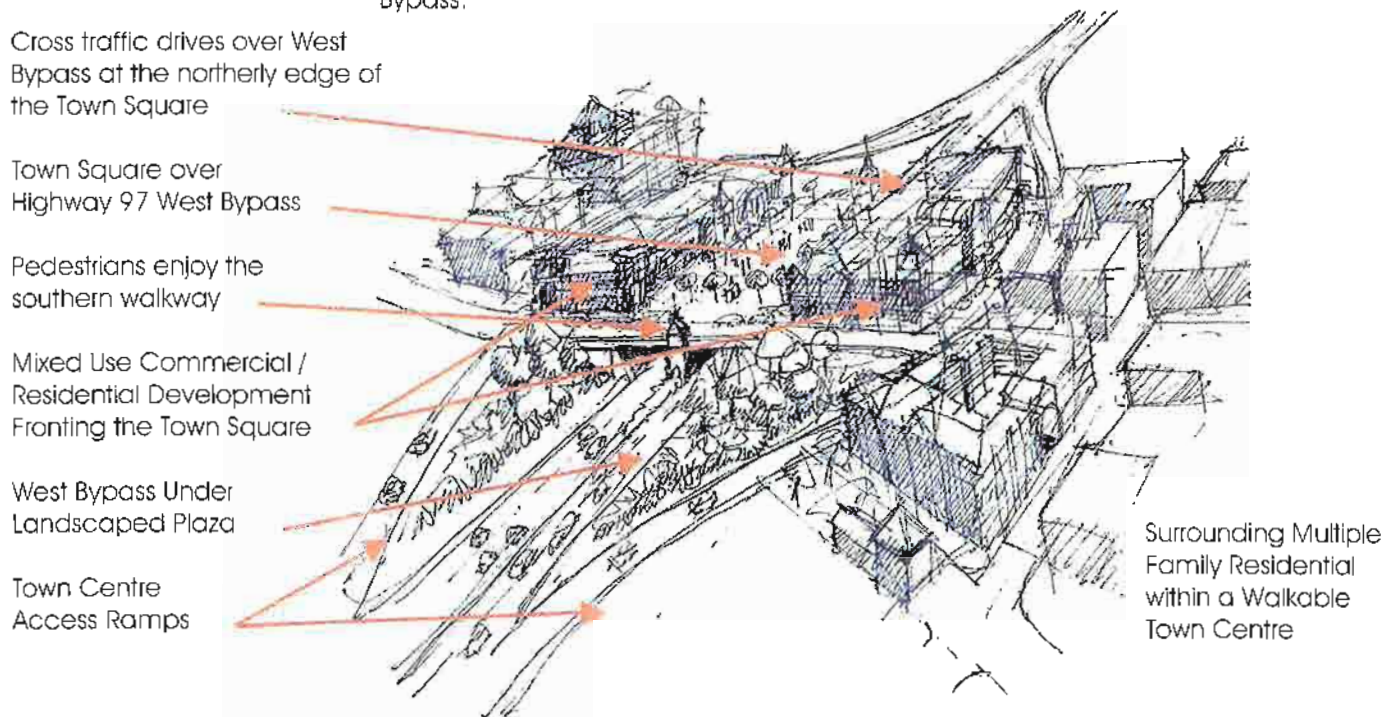 Bypass.
Cross traffic drives over West
Bypass at the northerly edge of
the Town Square
Town Square over
Highway 97 West Bypass
Pedestrians enjoy the
southern walkway
Mixed Use Commercial /
Residential Development
Fronting the Town Square
West Bypass Under
Landscaped Plaza
Town Centre
Access Ramps
Surrounding Multiple
Family Residential
within a Walkable
Town Centre